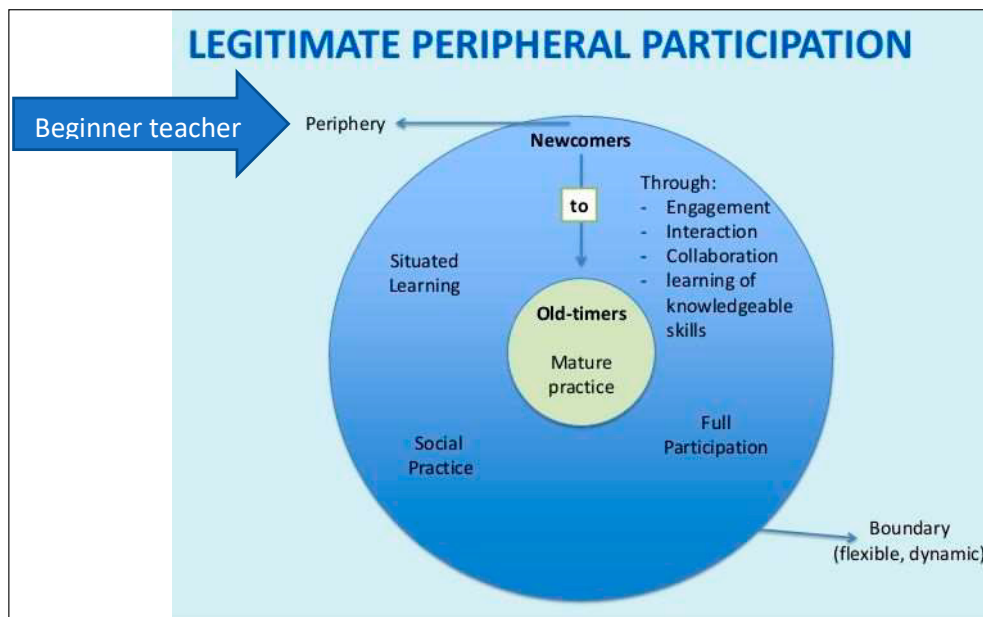 LEGITIMATE PERIPHERAL PARTICIPATION
Beginner teacher
Periphery
Newcomers
to
Through:
- Engagement
- Interaction
- Collaboration
- learning of
knowledgeable
skills
Situated
Learning
Old-timers
Mature
practice
Full
Participation
Social
Practice
Boundary
(flexible, dynamic)